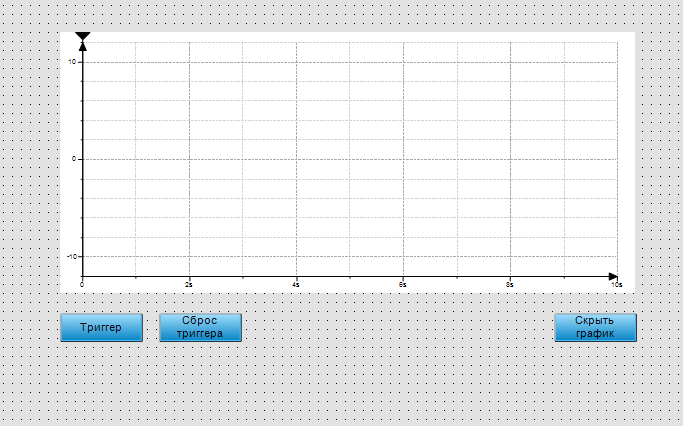 10
0
-10
0
2s
4s
6s
8s
10s
Триггер
Сброс
триггера
Скрыть
график